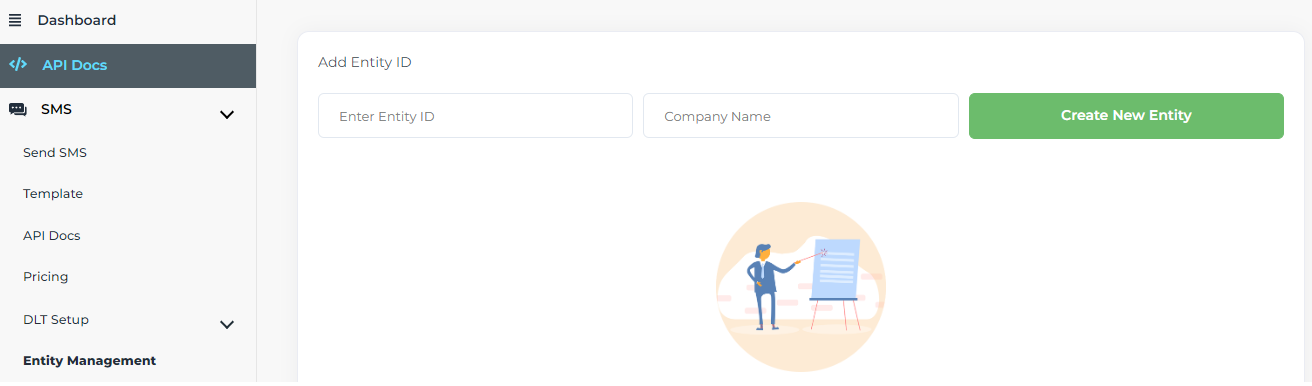 Dashboard
API Docs
SMS
Send SMS
Template
API Docs
Pricing
DLT Setup
Entity Management
Add Entity ID
Enter Entity ID
Company Name
Create New Entity